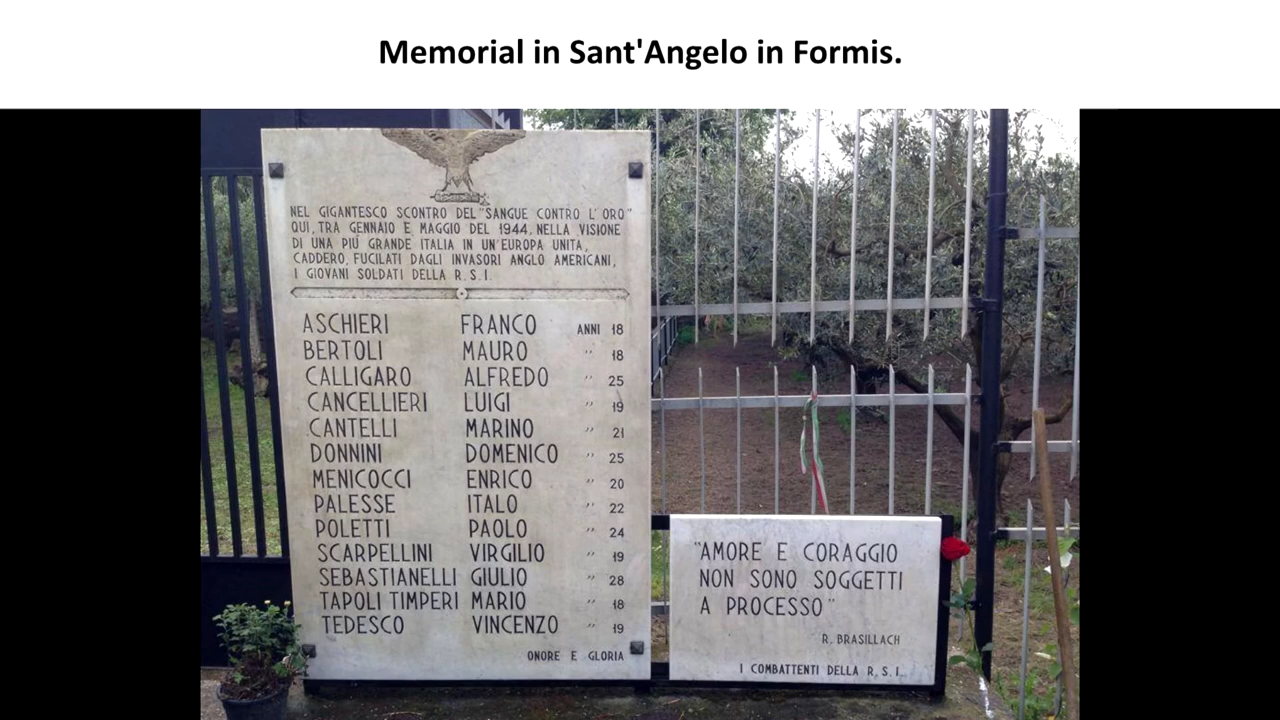 Memorial in Sant'Angelo in Formis.
NEL GIGANTESCO SCONTRO DEL "SANGUE CONTRO L'ORO"
QUI, TRA GENNAIO E MAGGIO DEL 1944, NELLA VISIONE
DI UNA PIÚ GRANDE ITALIA IN UN'EUROPA UNITA,
CADDERO, FUCILATI DAGLI INVASORI ANGLO AMERICANI,
I GIOVANI SOLDATI DELLA R.S.I.
ASCHIERI FRANCO ANNI 18
BERTOLI MAURO " 18
CALLIGARO ALFREDO " 25
CANCELLIERI LUIGI " 19
CANTELLI MARINO " 21
DONNINI DOMENICO " 25
MENICOCCI ENRICO " 20
PALESSE ITALO " 22
POLETTI PAOLO " 24
SCARPELLINI VIRGILIO " 19
SEBASTIANELLI GIULIO " 28
TAPOLI TIMPERI MARIO " 18
TEDESCO VINCENZO " 19
ONORE E GLORIA
"AMORE E CORAGGIO
NON SONO SOGGETTI
A PROCESSO"
R. BRASILLACH
I COMBATTENTI DELLA R.S.I.